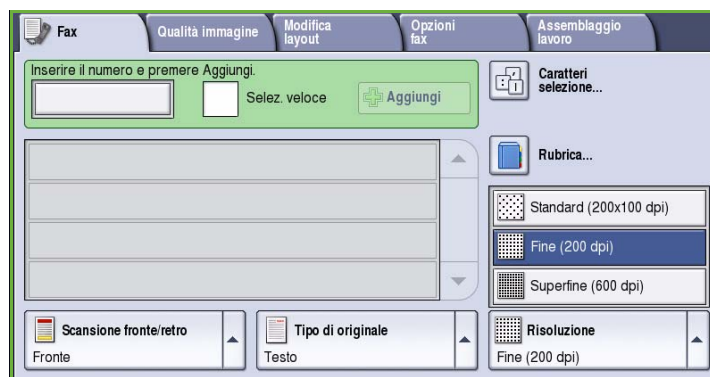 Fax
Qualità immagine
Modifica
layout
Opzioni
fax
Assemblaggio
lavoro
Inserire il numero e premere Aggiungi.
Selez. veloce
Aggiungi
Caratteri
selezione...
Rubrica...
Standard (200x100 dpi)
Fine (200 dpi)
Superfine (600 dpi)
Scansione fronte/retro
Fronte
Tipo di originale
Testo
Risoluzione
Fine (200 dpi)